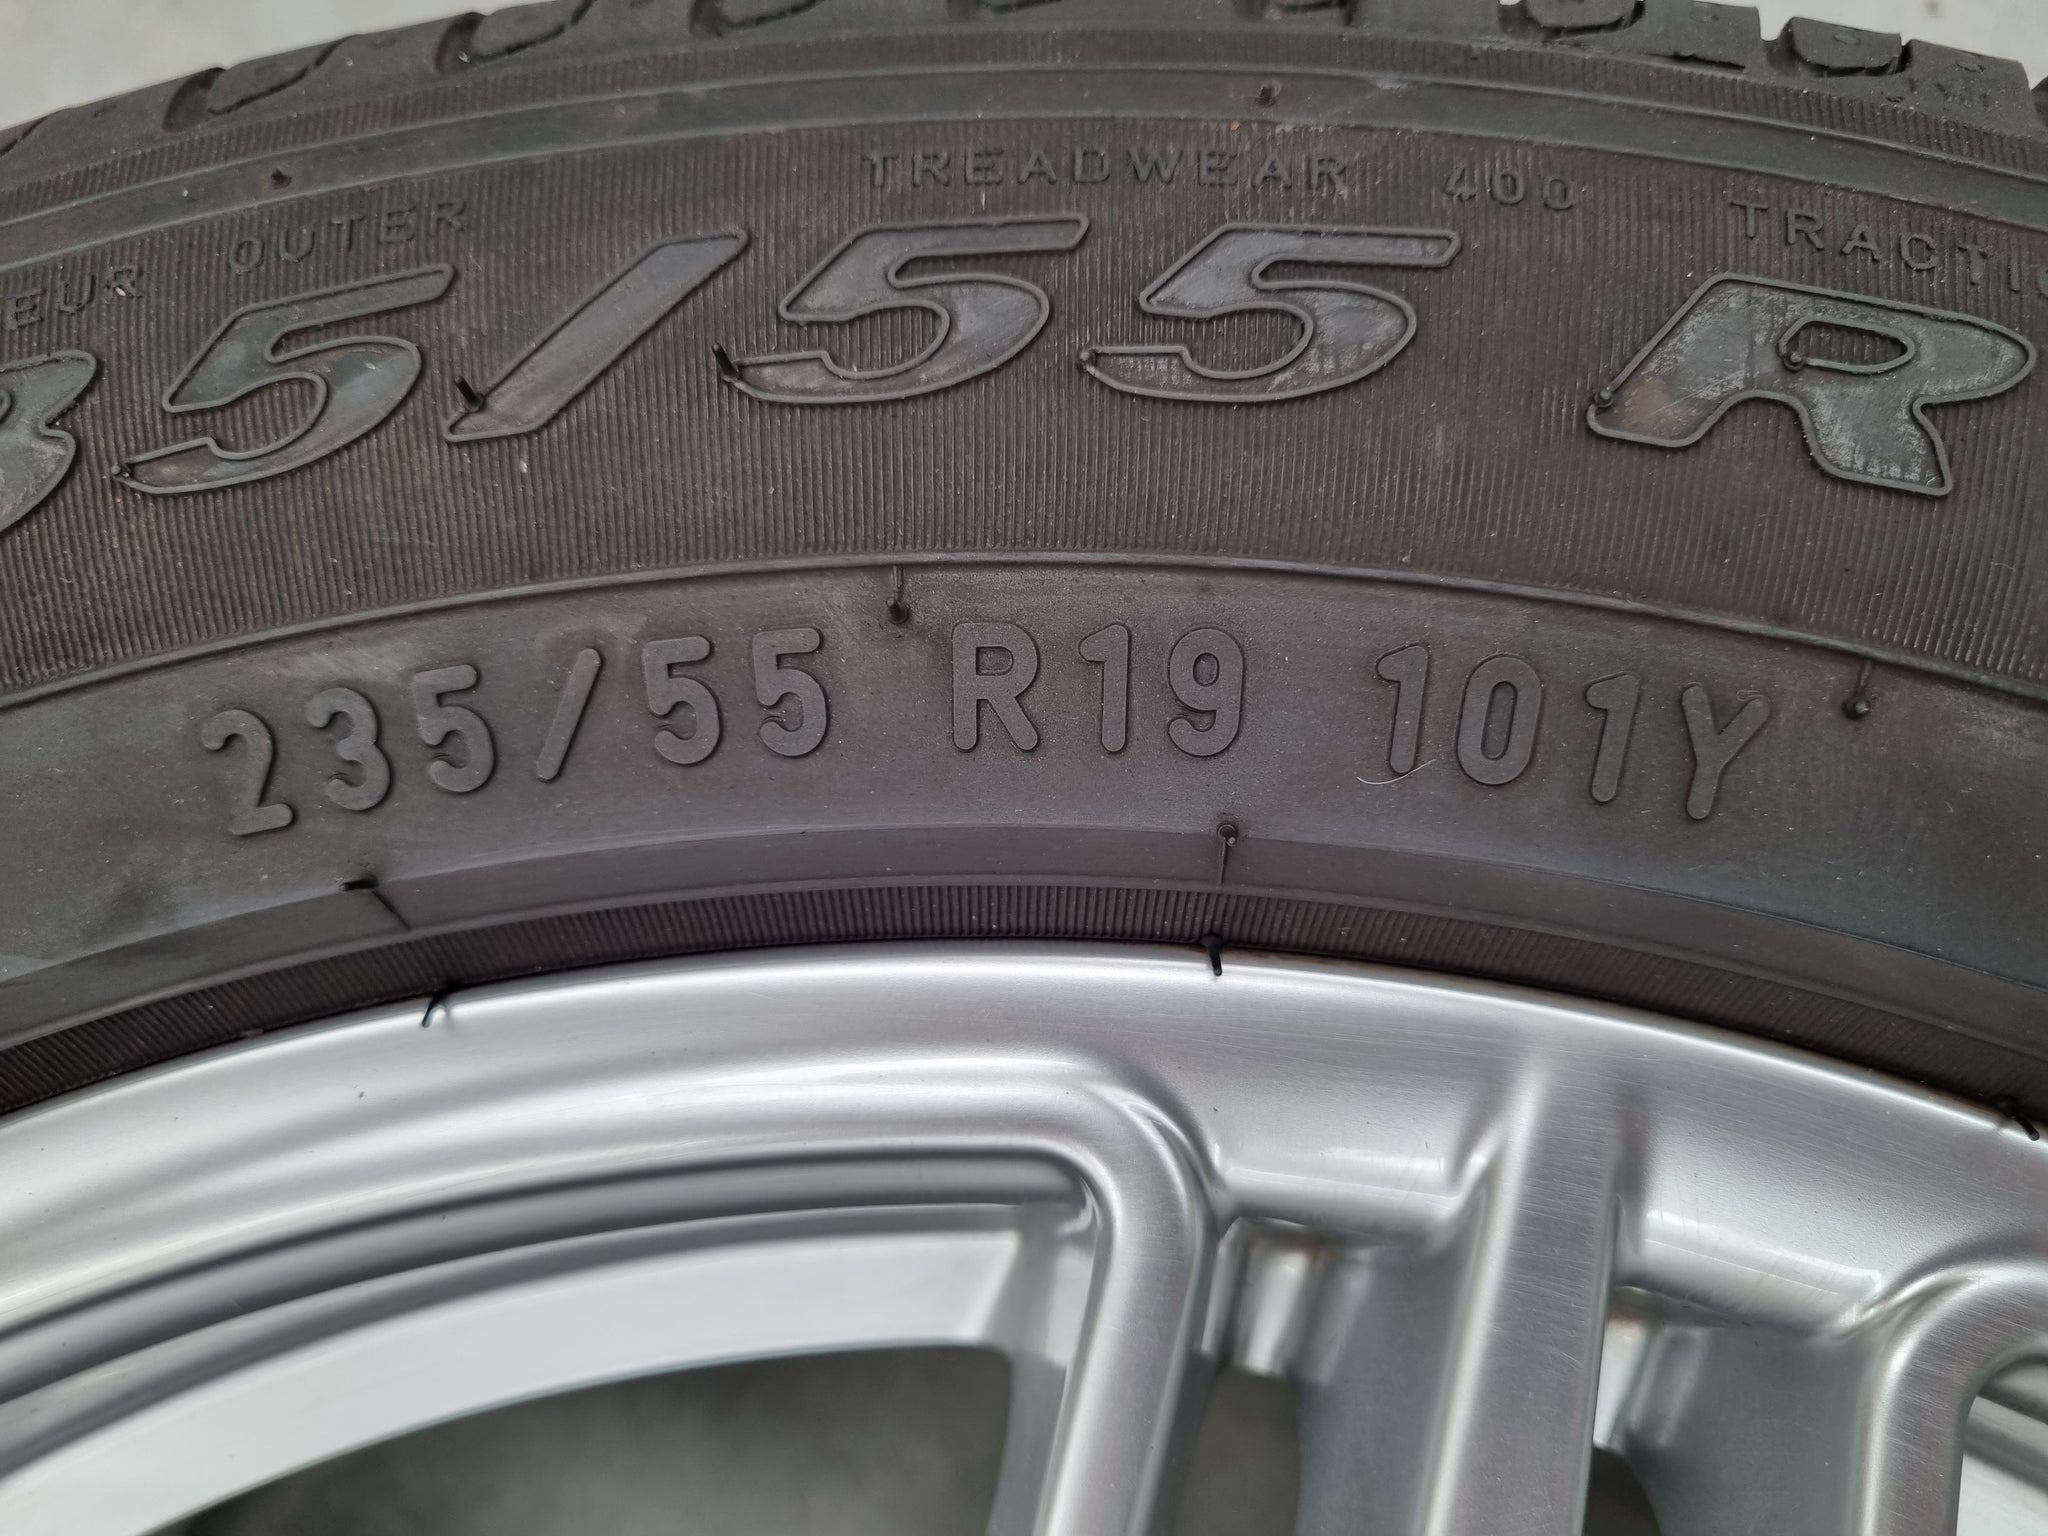 EUR OUTER TREADWEAR 400 TRACTIO
35/55 R
235/55 R19 101Y